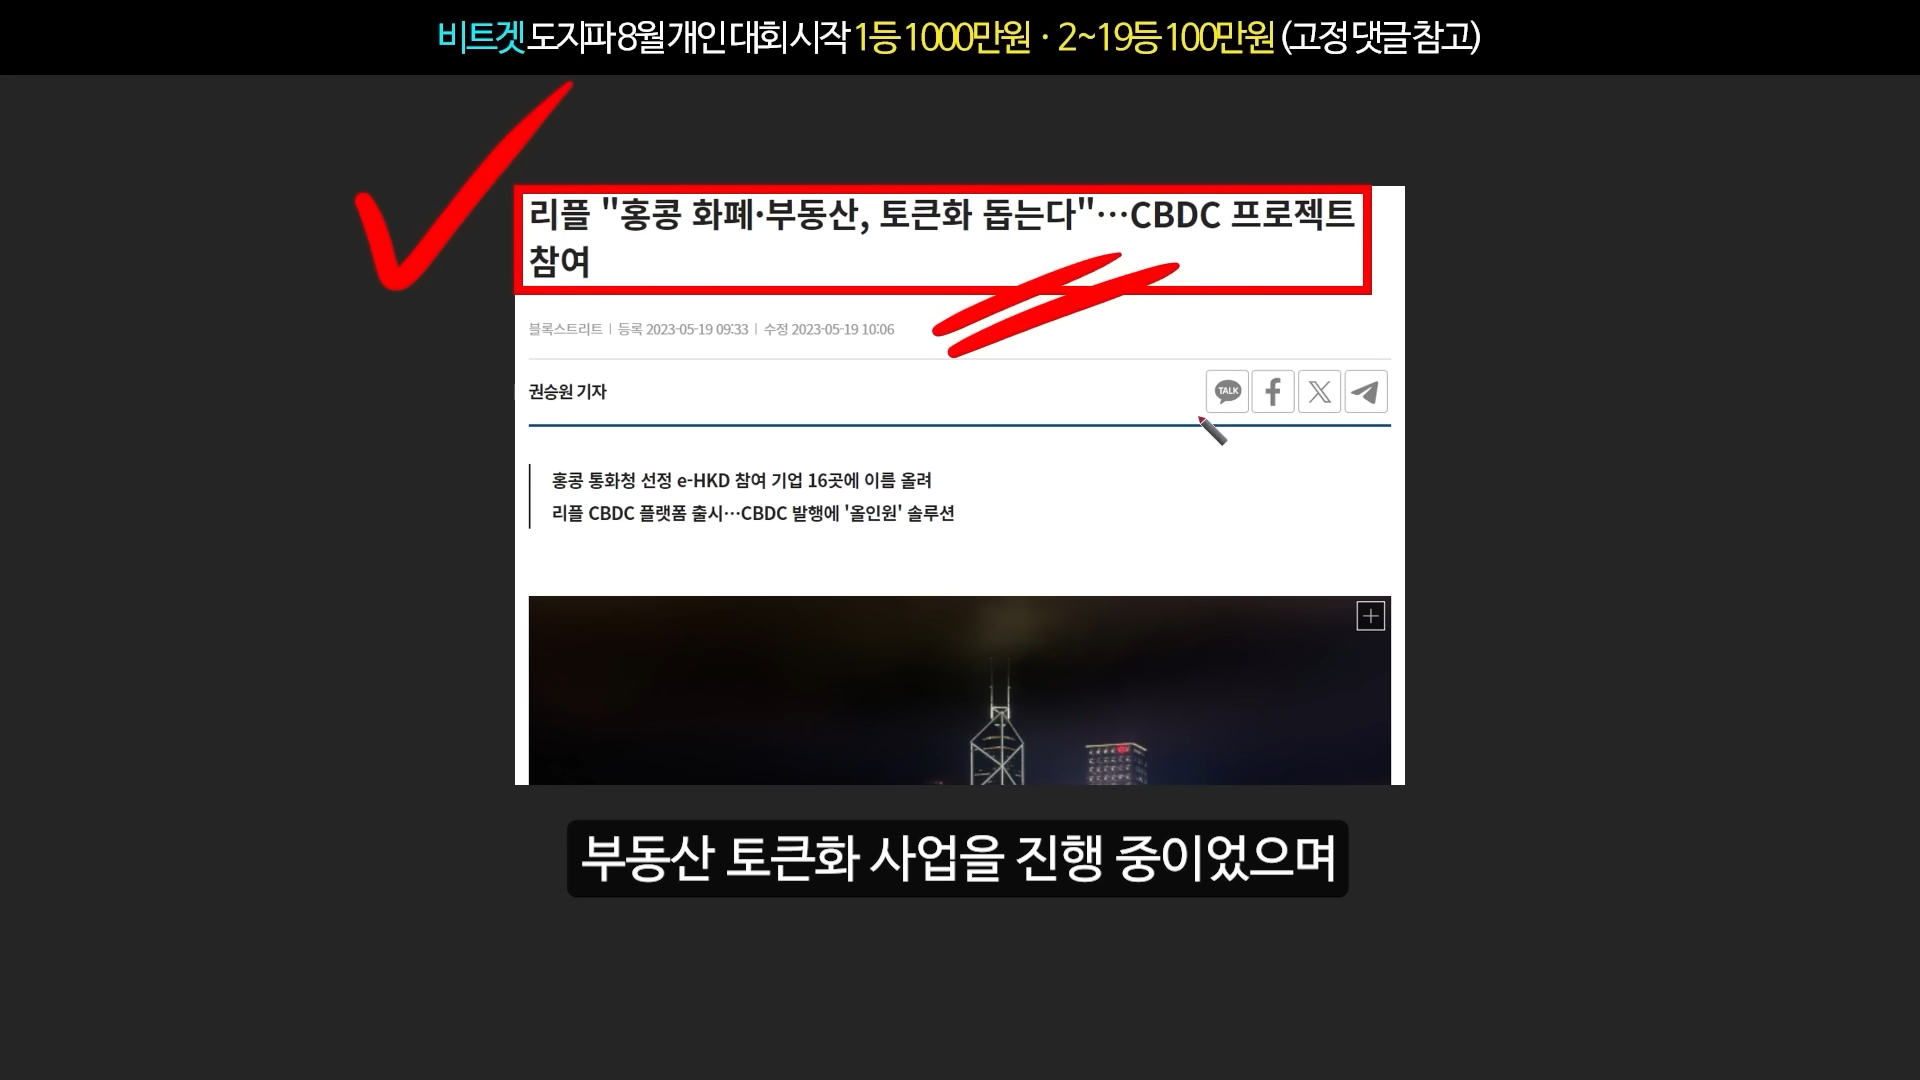 비트겟 도지파 8월 개인 대회 시작 1등 1000만원 · 2~19등 100만원 (고정 댓글 참고)
리플 "홍콩 화폐·부동산, 토큰화 돕는다"…CBDC 프로젝트
참여
블록스트리트 | 등록 2023-05-19 09:33 | 수정 2023-05-19 10:06
권승원 기자
TALK
홍콩 통화청 선정 e-HKD 참여 기업 16곳에 이름 올려
리플 CBDC 플랫폼 출시…CBDC 발행에 '올인원' 솔루션
부동산 토큰화 사업을 진행 중이었으며